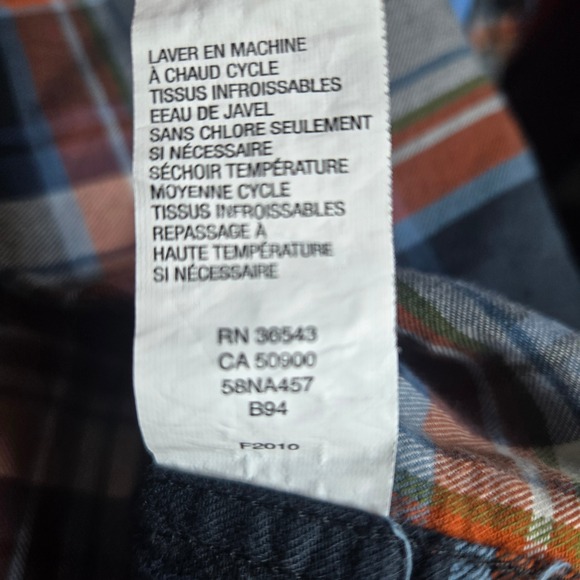 LAVER EN MACHINE
À CHAUD CYCLE
TISSUS INFROISSABLES
EEAU DE JAVEL
SANS CHLORE SEULEMENT
SI NÉCESSAIRE
SÉCHOIR TEMPÉRATURE
MOYENNE CYCLE
TISSUS INFROISSABLES
REPASSAGE À
HAUTE TEMPÉRATURE
SI NÉCESSAIRE
RN 36543
CA 50900
58NA457
B94
F2010